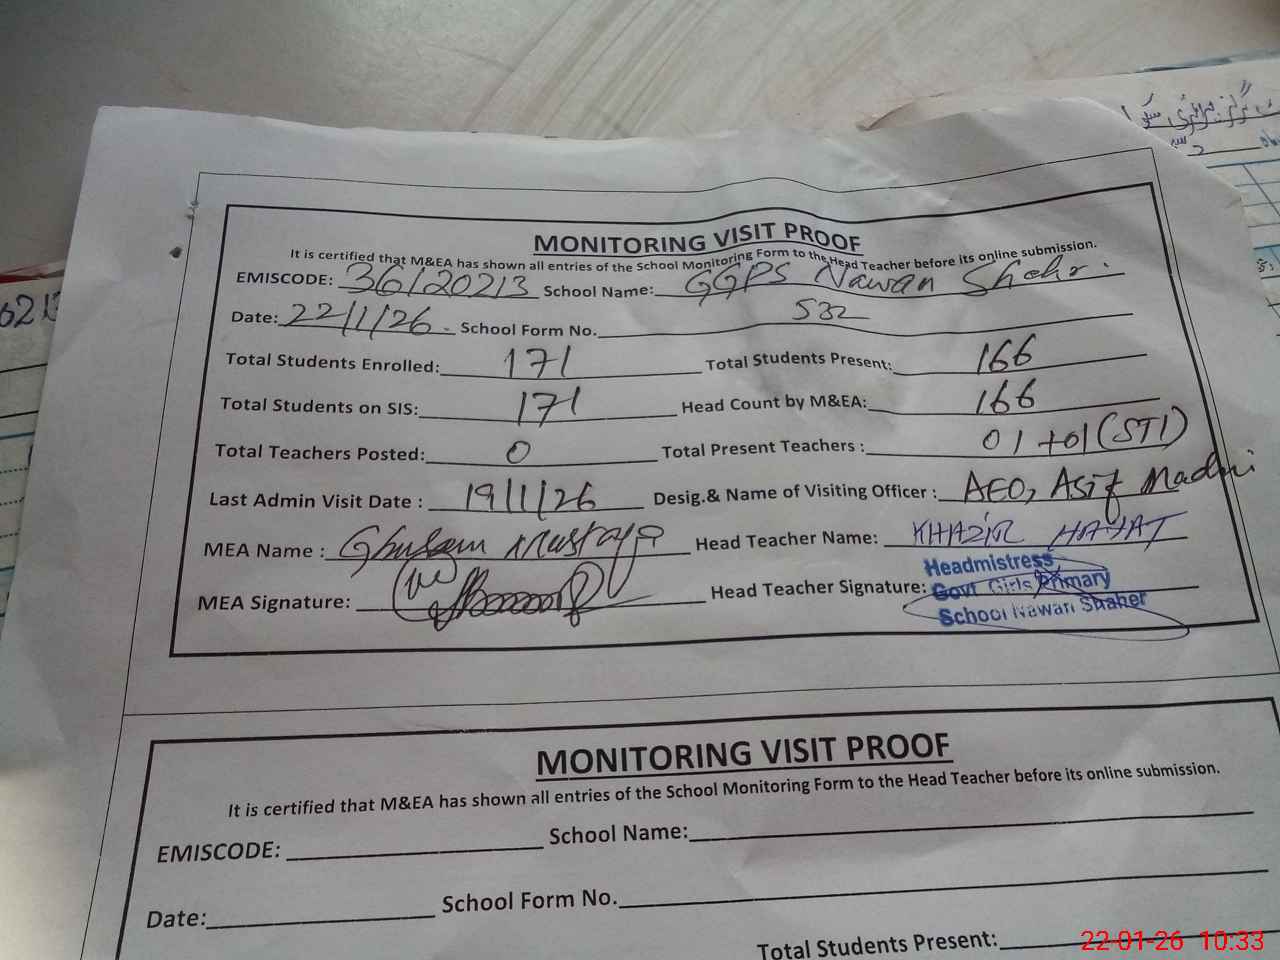 MONITORING VISIT PROOF
It is certified that M&EA has shown all entries of the School Monitoring Form to the Head Teacher before its online submission.
EMISCODE: 36120213 School Name: GGPS Nawan Shehr.
Date: 22/1/26. School Form No. 532
Total Students Enrolled: 171 Total Students Present: 166
Total Students on SIS: 171 Head Count by M&EA: 166
Total Teachers Posted: 0 Total Present Teachers : 01+01(STI)
Last Admin Visit Date : 19/1/26 Desig.& Name of Visiting Officer : AEO, Asif Madni
MEA Name : Ghulam Mustafa Head Teacher Name: KHAZIR HAYAT
MEA Signature: Head Teacher Signature: Headmistress
Govt Girls Primary
School Nawan Shaher
MONITORING VISIT PROOF
It is certified that M&EA has shown all entries of the School Monitoring Form to the Head Teacher before its online submission.
EMISCODE: School Name:
Date: School Form No.
Total Students Present:
22-01-26 10:33